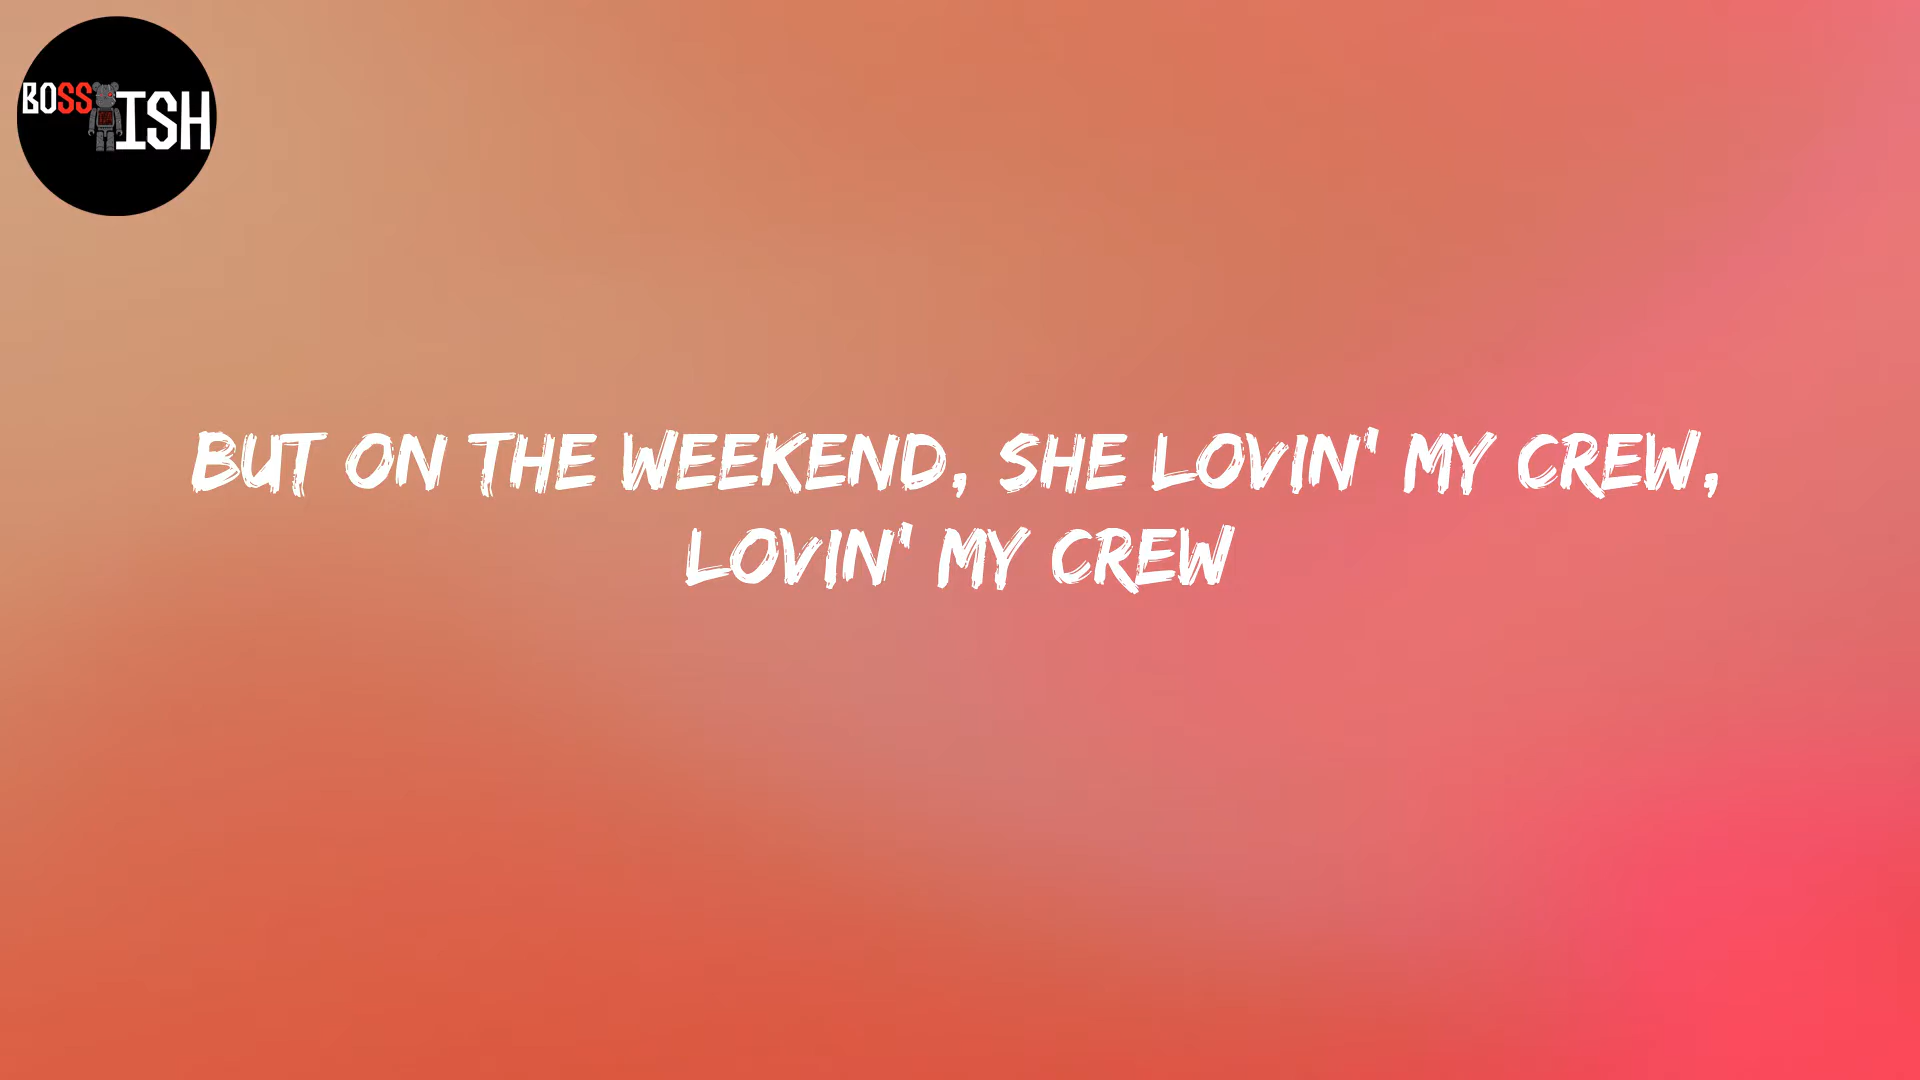 BOSS ISH
BUT ON THE WEEKEND, SHE LOVIN' MY CREW,
LOVIN' MY CREW